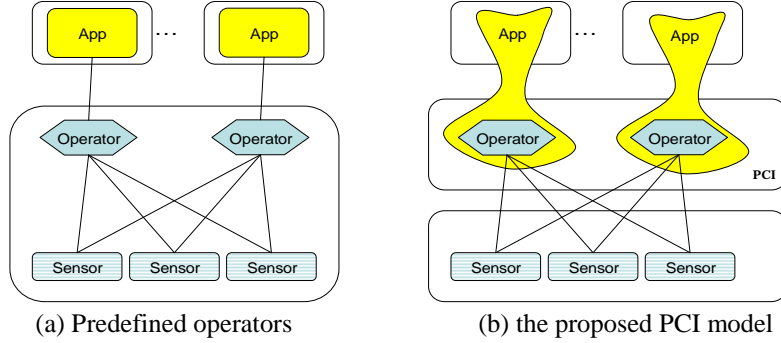 App ... App
Operator Operator
Sensor Sensor Sensor
(a) Predefined operators
App ... App
Operator Operator
PCI
Sensor Sensor Sensor
(b) the proposed PCI model